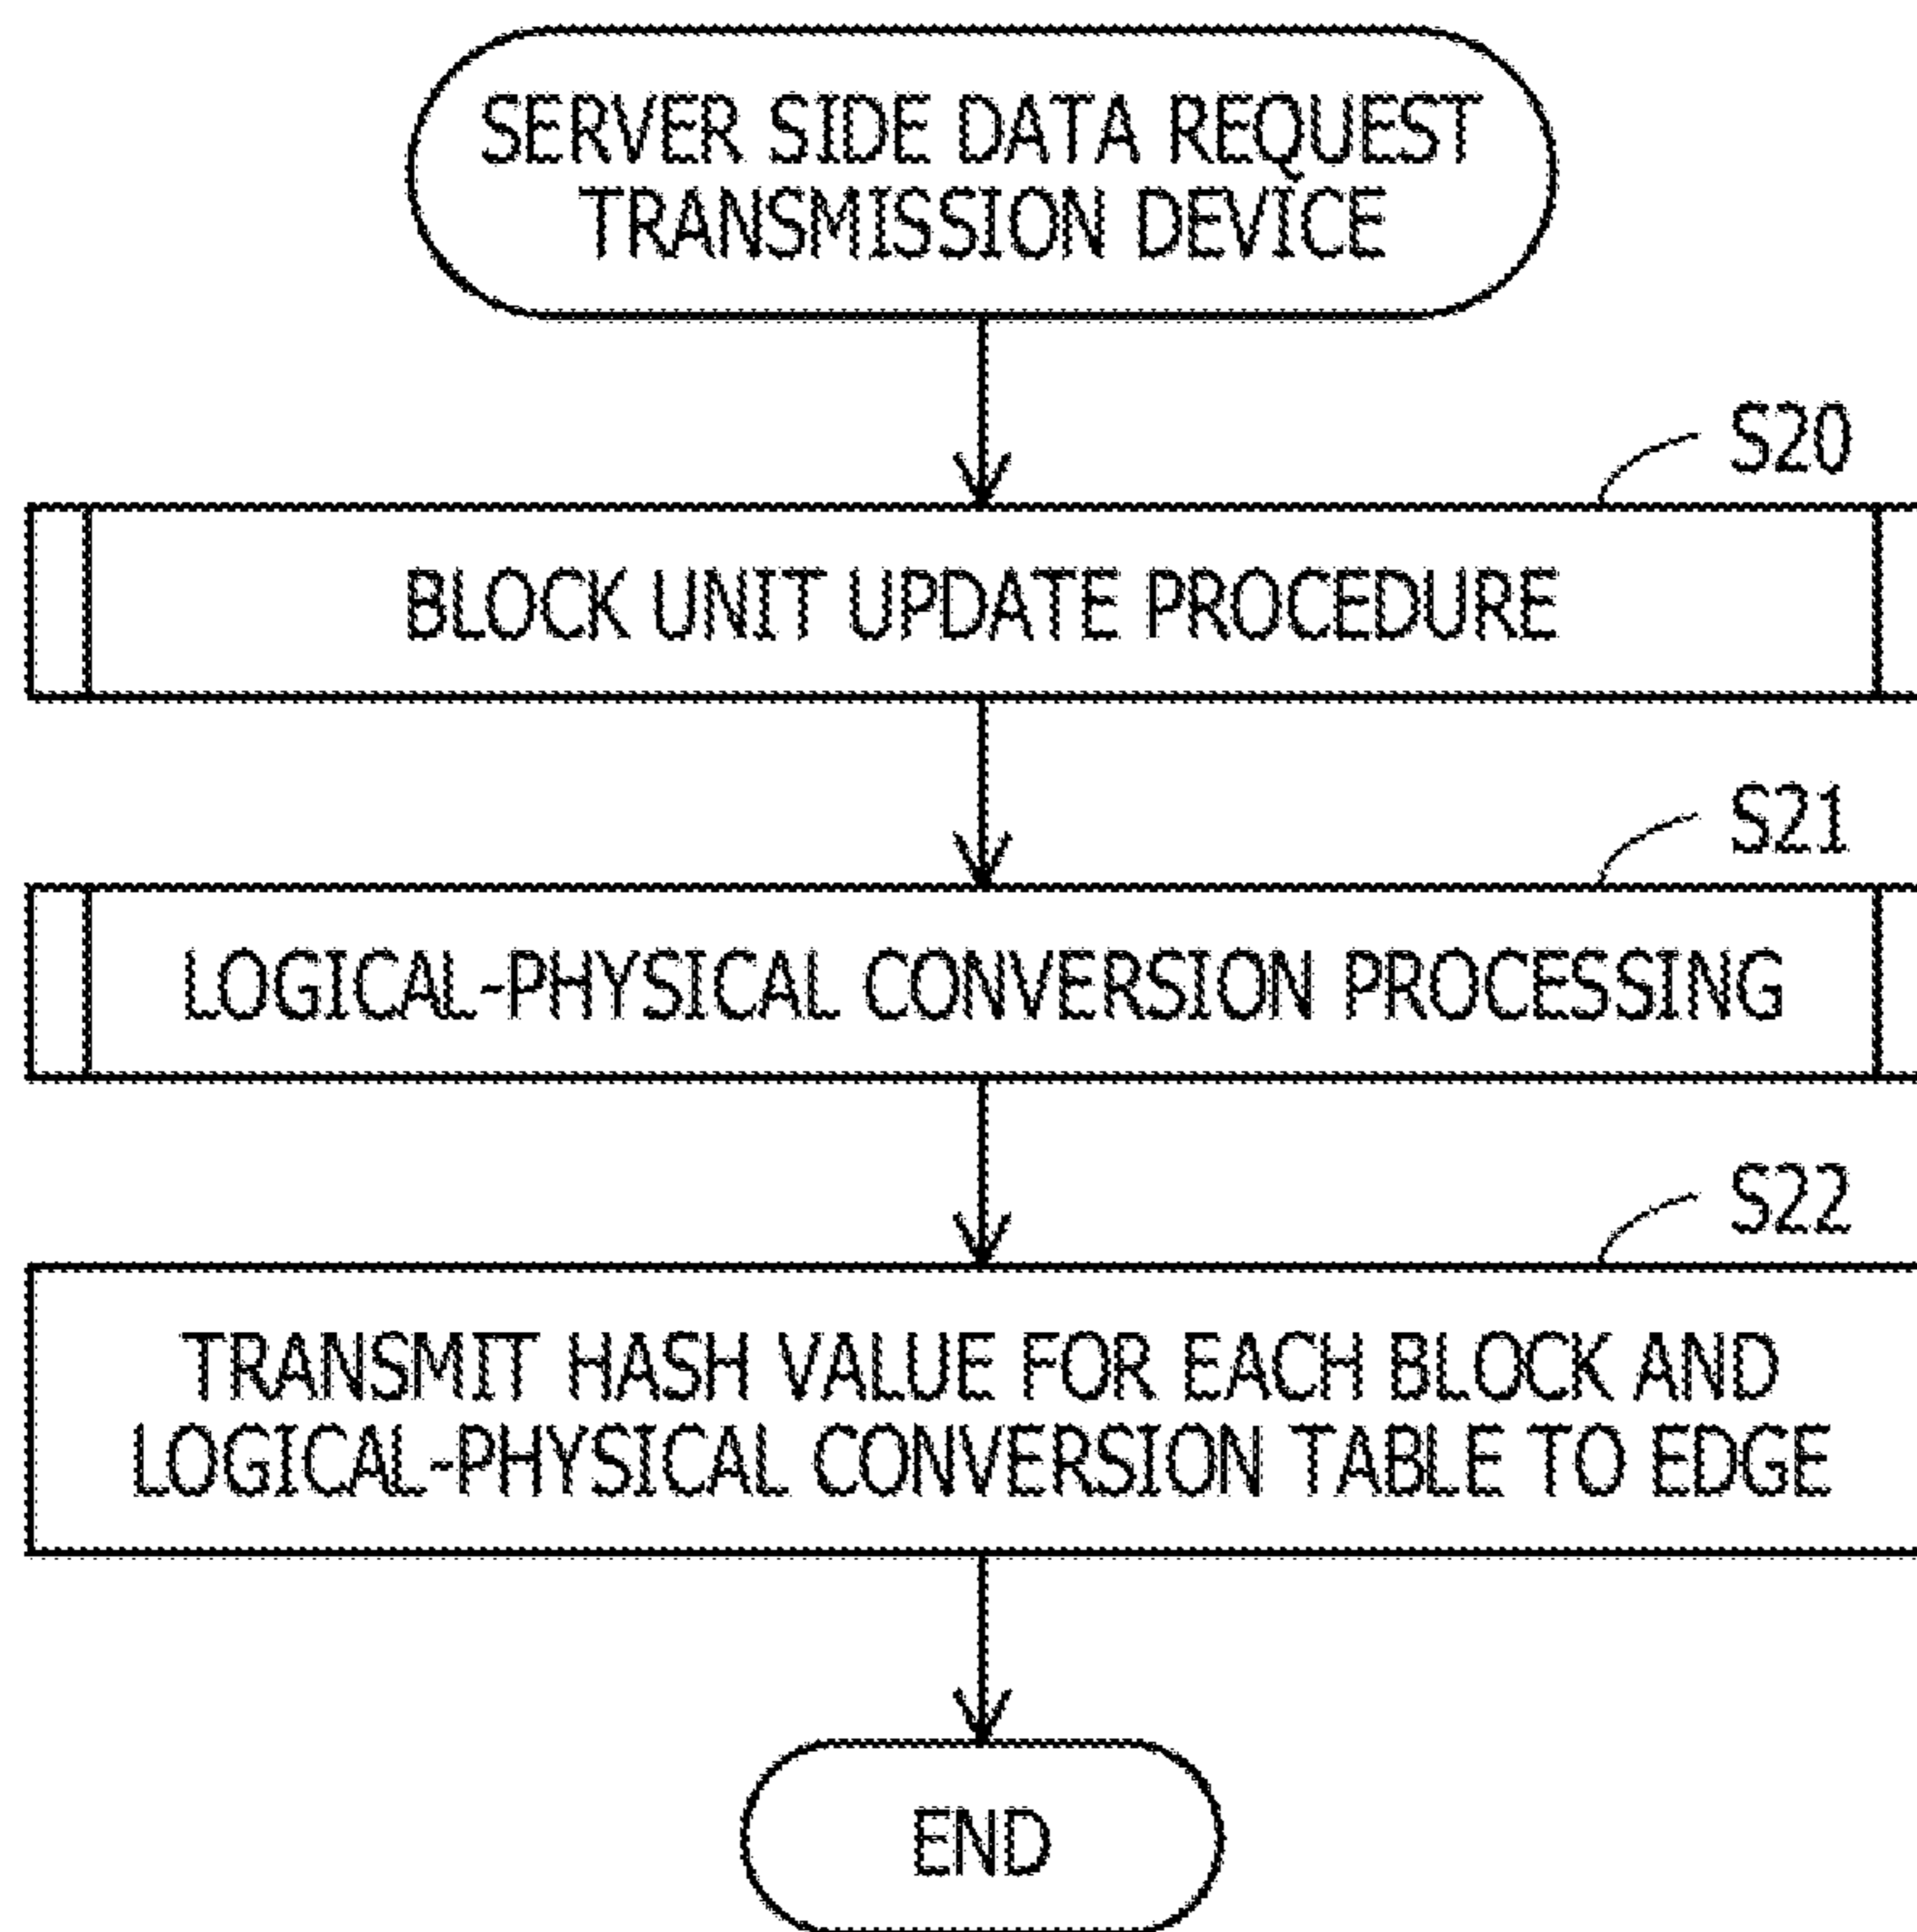 SERVER SIDE DATA REQUEST
TRANSMISSION DEVICE
S20
BLOCK UNIT UPDATE PROCEDURE
S21
LOGICAL-PHYSICAL CONVERSION PROCESSING
S22
TRANSMIT HASH VALUE FOR EACH BLOCK AND
LOGICAL-PHYSICAL CONVERSION TABLE TO EDGE
END